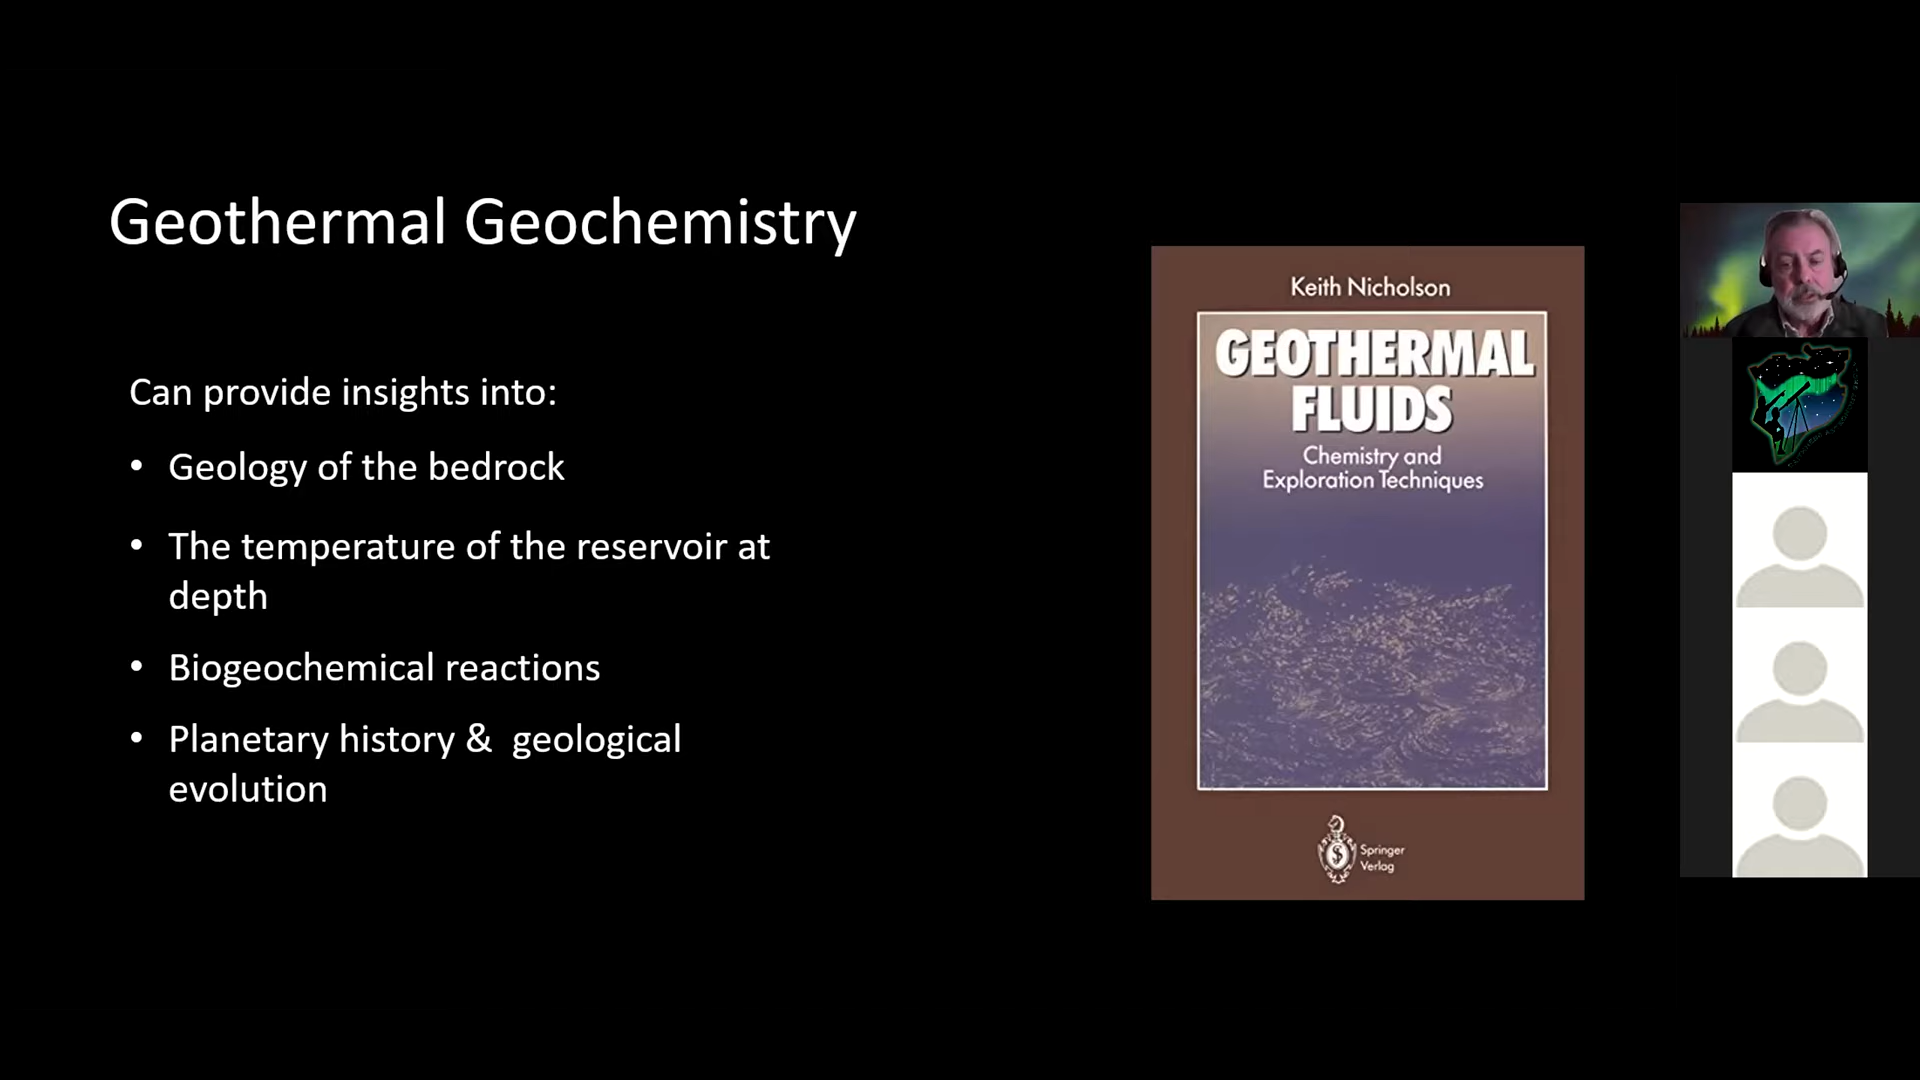 Geothermal Geochemistry
Can provide insights into:
• Geology of the bedrock
• The temperature of the reservoir at
depth
• Biogeochemical reactions
• Planetary history &  geological
evolution
Keith Nicholson
GEOTHERMAL
FLUIDS
Chemistry and
Exploration Techniques
Springer
Verlag